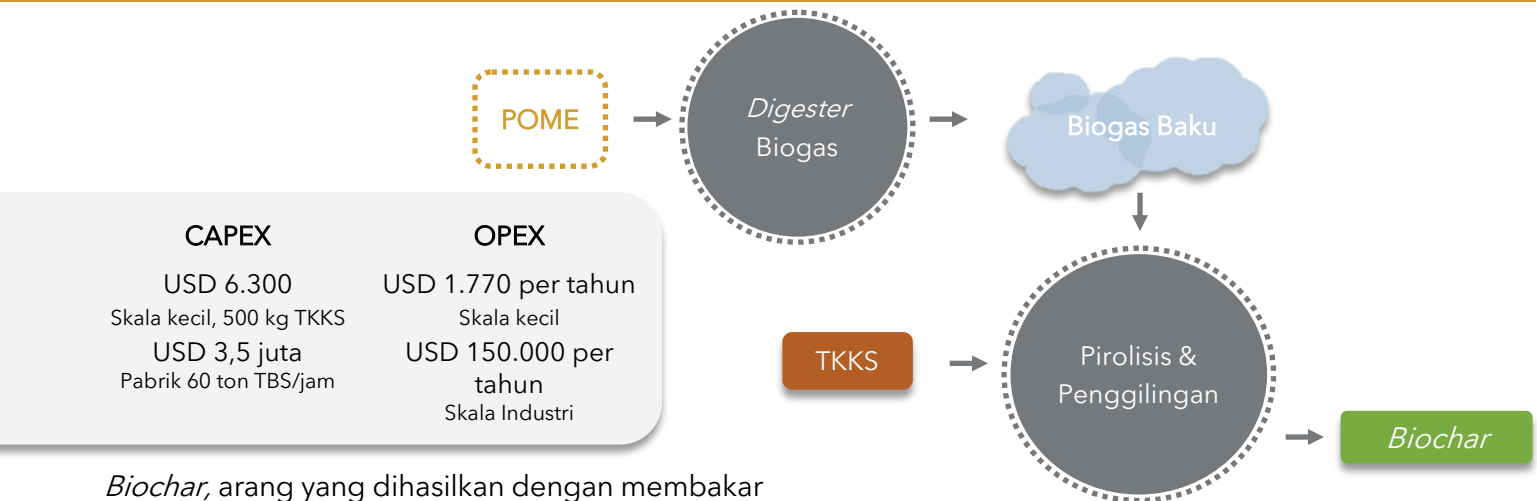 POME
Digester
Biogas
Biogas Baku
CAPEX
USD 6.300
Skala kecil, 500 kg TKKS
USD 3,5 juta
Pabrik 60 ton TBS/jam
OPEX
USD 1.770 per tahun
Skala kecil
USD 150.000 per
tahun
Skala Industri
TKKS
Pirolisis &
Penggilingan
Biochar
Biochar, arang yang dihasilkan dengan membakar